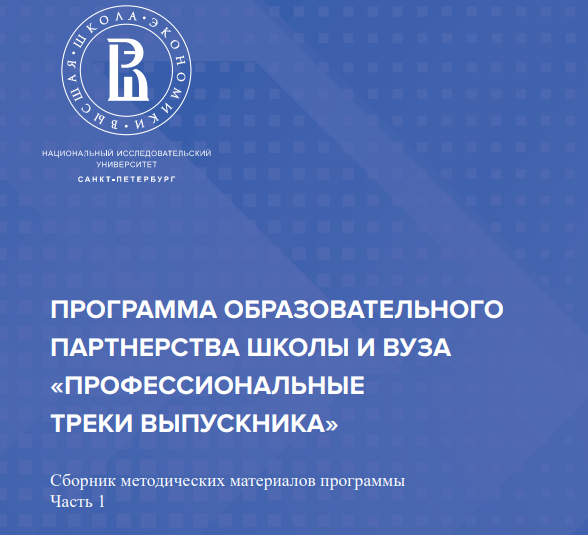 ВЫСШАЯ • ШКОЛА • ЭКОНОМИКИ •
НАЦИОНАЛЬНЫЙ ИССЛЕДОВАТЕЛЬСКИЙ
УНИВЕРСИТЕТ
САНКТ-ПЕТЕРБУРГ
ПРОГРАММА ОБРАЗОВАТЕЛЬНОГО
ПАРТНЕРСТВА ШКОЛЫ И ВУЗА
«ПРОФЕССИОНАЛЬНЫЕ
ТРЕКИ ВЫПУСКНИКА»
Сборник методических материалов программы
Часть 1